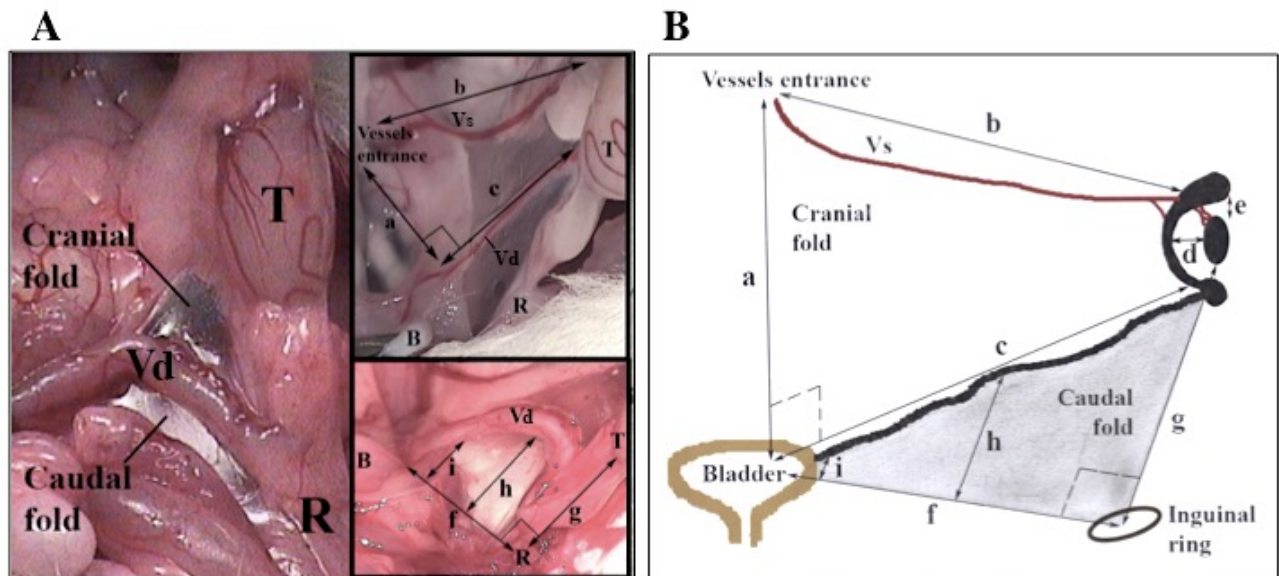 A
Cranial
fold
Vd
Caudal
fold
T
R
b
Vs
Vessels
entrance
T
c
a
Vd
R
B
Vd
T
B
i
h
f
g
R
B
Vessels entrance
b
Vs
Cranial
fold
e
d
a
c
Caudal
fold
g
h
i
Bladder
f
Inguinal
ring